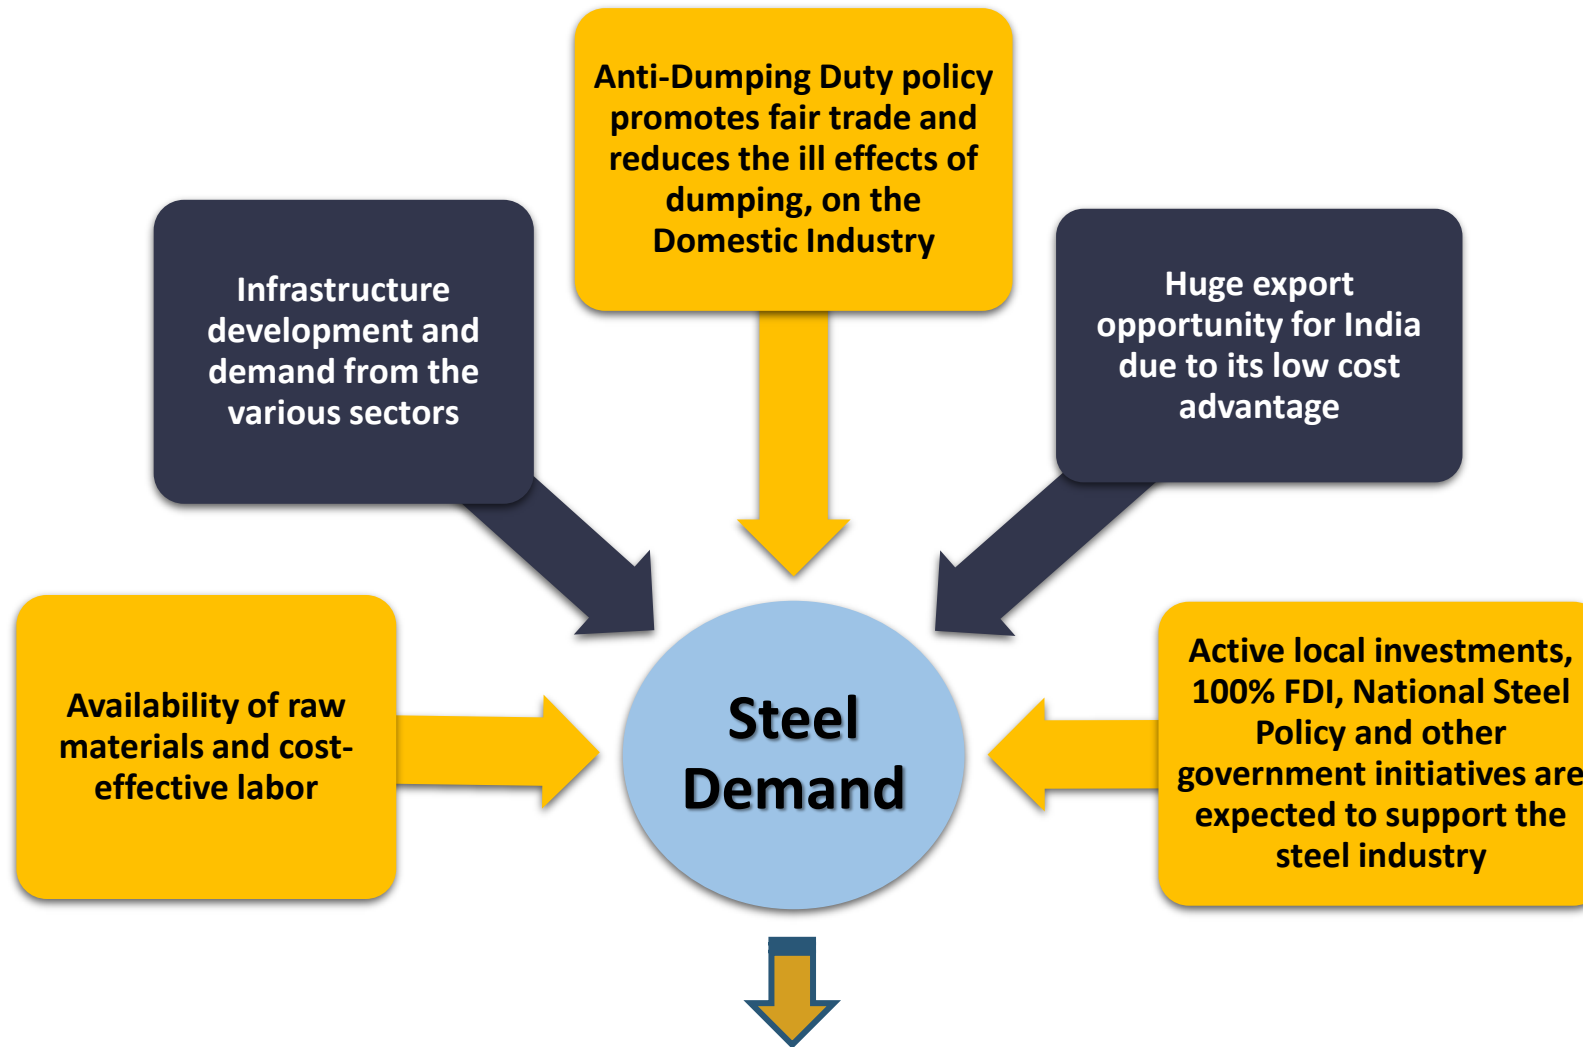 Anti-Dumping Duty policy
promotes fair trade and
reduces the ill effects of
dumping, on the
Domestic Industry
Infrastructure
development and
demand from the
various sectors
Huge export
opportunity for India
due to its low cost
advantage
Availability of raw
materials and cost-
effective labor
Steel
Demand
Active local investments,
100% FDI, National Steel
Policy and other
government initiatives are
expected to support the
steel industry